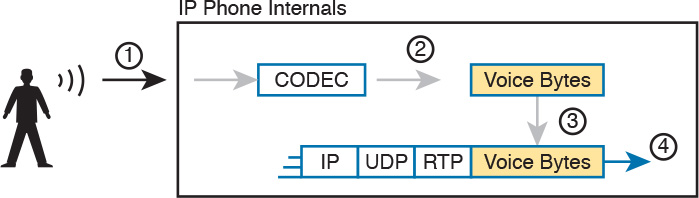 IP Phone Internals
1
2
CODEC
Voice Bytes
3
4
IP UDP RTP Voice Bytes